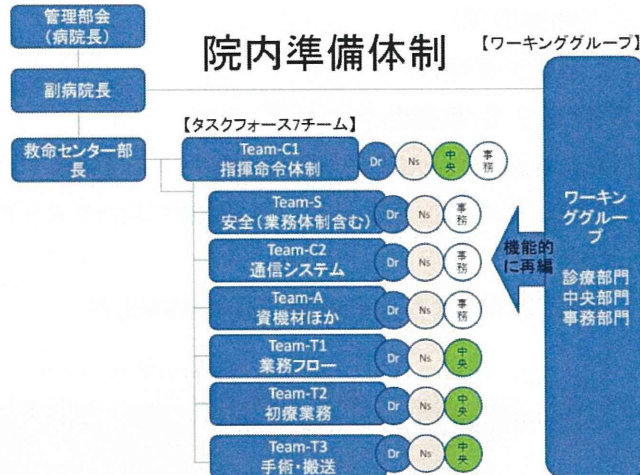 管理部会
(病院長)
院内準備体制
【ワーキンググループ】
副病院長
救命センター部
長
【タスクフォース7チーム】
Team-C1
指揮命令体制
Dr
Ns
中央
事務
Team-S
安全(業務体制含む)
Dr
Ns
事務
Team-C2
通信システム
Dr
Ns
事務
Team-A
資機材ほか
Dr
Ns
事務
Team-T1
業務フロー
Dr
Ns
中央
Team-T2
初療業務
Dr
Ns
中央
Team-T3
手術・搬送
Dr
Ns
中央
機能的
に再編
ワーキ
ンググルー
プ
診療部門
中央部門
事務部門